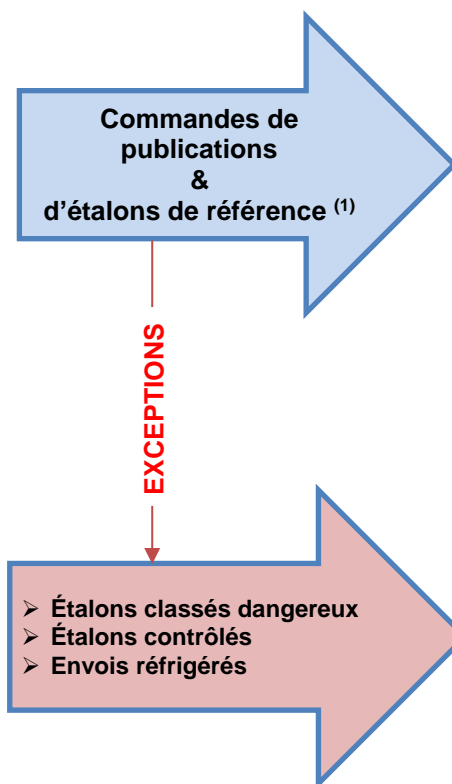 Commandes de
publications
&
d'étalons de référence (1)
EXCEPTIONS
➢ Étalons classés dangereux
➢ Étalons contrôlés
➢ Envois réfrigérés